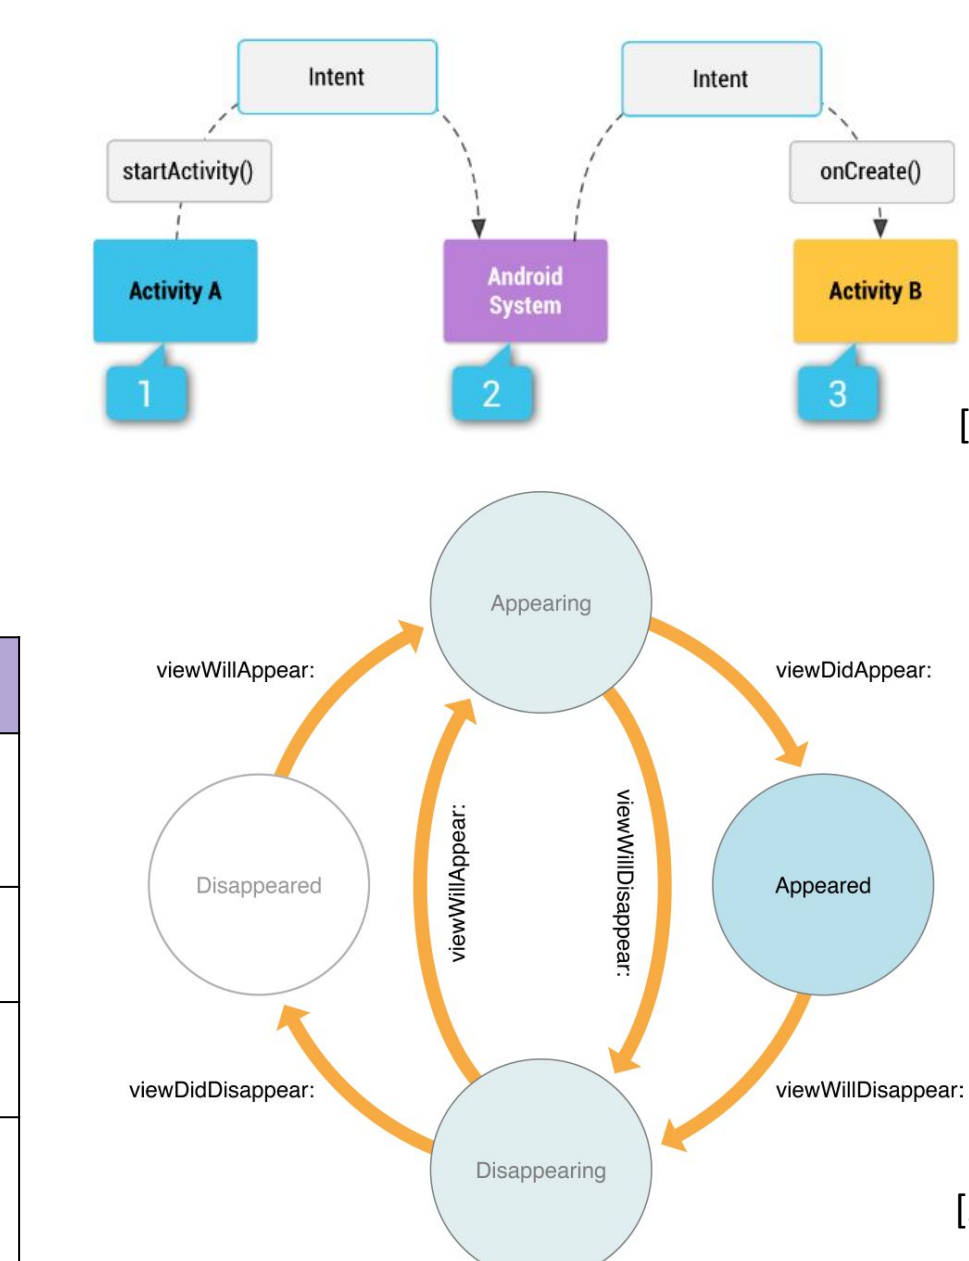 Intent
Intent
startActivity()
onCreate()
Activity A
Android
System
Activity B
1
2
3
[
Appearing
viewWillAppear:
viewDidAppear:
viewWillAppear:
viewWillDisappear:
Disappeared
Appeared
viewDidDisappear:
viewWillDisappear:
Disappearing
[